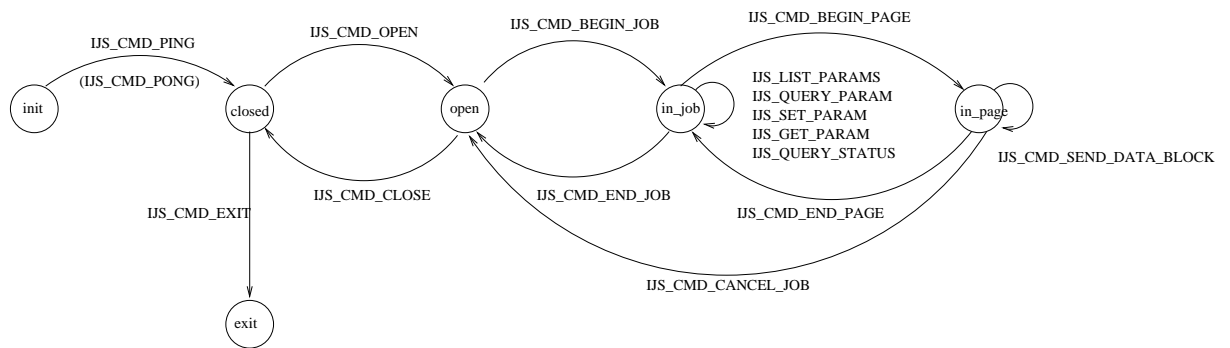 IJS_CMD_PING
(IJS_CMD_PONG)
IJS_CMD_OPEN
IJS_CMD_BEGIN_JOB
IJS_CMD_BEGIN_PAGE
init
closed
open
in_job
IJS_LIST_PARAMS
IJS_QUERY_PARAM
IJS_SET_PARAM
IJS_GET_PARAM
IJS_QUERY_STATUS
in_page
IJS_CMD_SEND_DATA_BLOCK
IJS_CMD_CLOSE
IJS_CMD_END_JOB
IJS_CMD_END_PAGE
IJS_CMD_EXIT
IJS_CMD_CANCEL_JOB
exit